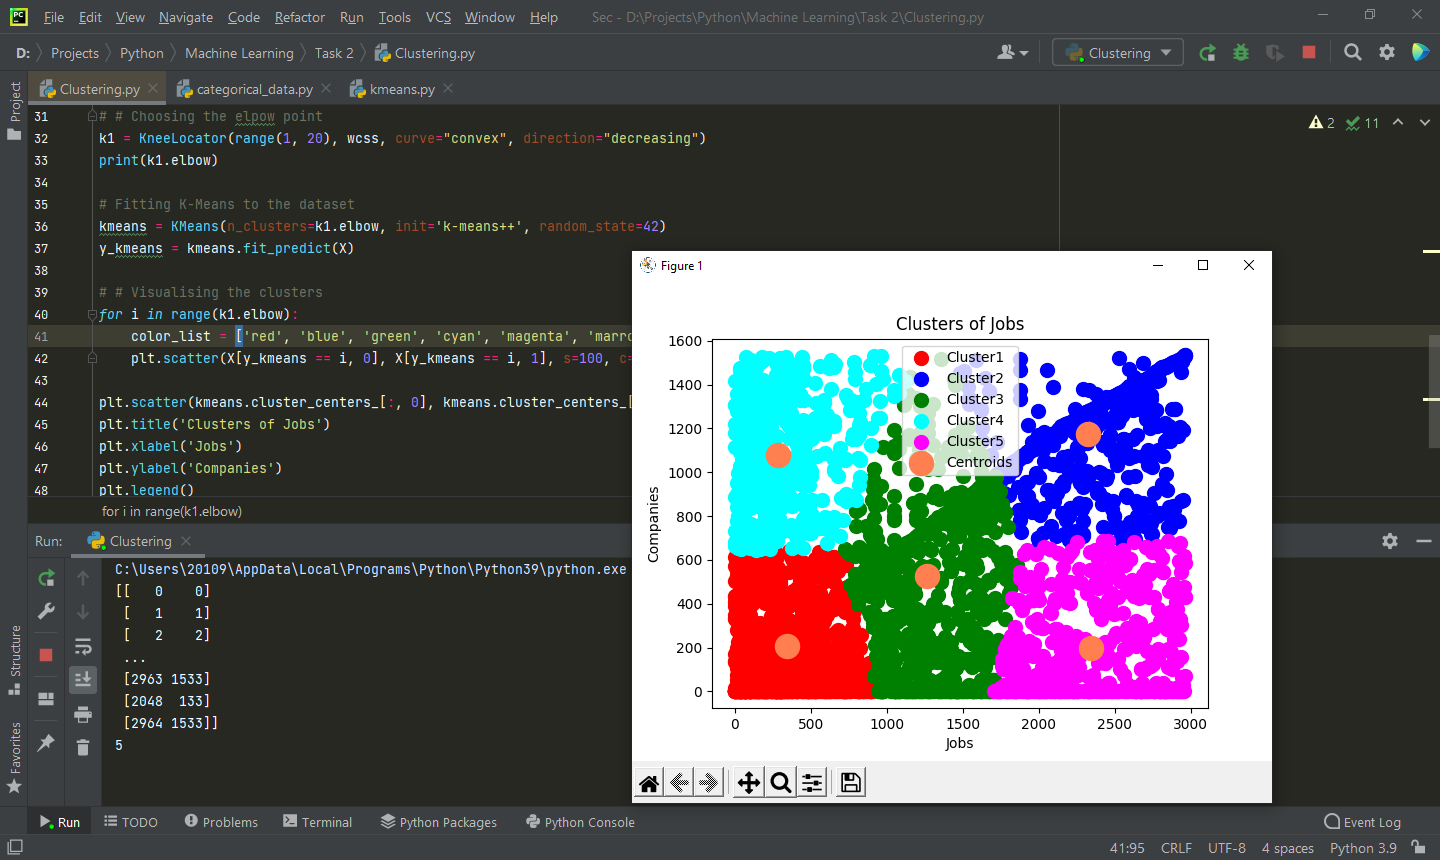 PC File Edit View Navigate Code Refactor Run Tools VCS Window Help Sec - D:\Projects\Python\Machine Learning\Task 2\Clustering.py
D: Projects Python Machine Learning Task 2 Clustering.py Clustering
Project
Clustering.py categorical_data.py kmeans.py
31 # # Choosing the elpow point
2 11
32 k1 = KneeLocator(range(1, 20), wcss, curve="convex", direction="decreasing")
33 print(k1.elbow)
34
35 # Fitting K-Means to the dataset
36 kmeans = KMeans(n_clusters=k1.elbow, init='k-means++', random_state=42)
37 y_kmeans = kmeans.fit_predict(X)
38
39 # # Visualising the clusters
40 for i in range(k1.elbow):
41 color_list = ['red', 'blue', 'green', 'cyan', 'magenta', 'marro
42 plt.scatter(X[y_kmeans == i, 0], X[y_kmeans == i, 1], s=100, c=
43
44 plt.scatter(kmeans.cluster_centers_[:, 0], kmeans.cluster_centers_[
45 plt.title('Clusters of Jobs')
46 plt.xlabel('Jobs')
47 plt.ylabel('Companies')
48 plt.legend()
for i in range(k1.elbow)
Run: Clustering
C:\Users\20109\AppData\Local\Programs\Python\Python39\python.exe
[[   0    0]
[   1    1]
[   2    2]
...
[2963 1533]
[2048  133]
[2964 1533]]
5
Structure
Favorites
Figure 1
Clusters of Jobs
1600
1400
1200
1000
800
600
400
200
0
Companies
Cluster1
Cluster2
Cluster3
Cluster4
Cluster5
Centroids
0 500 1000 1500 2000 2500 3000
Jobs
Run TODO Problems Terminal Python Packages Python Console Event Log
41:95 CRLF UTF-8 4 spaces Python 3.9